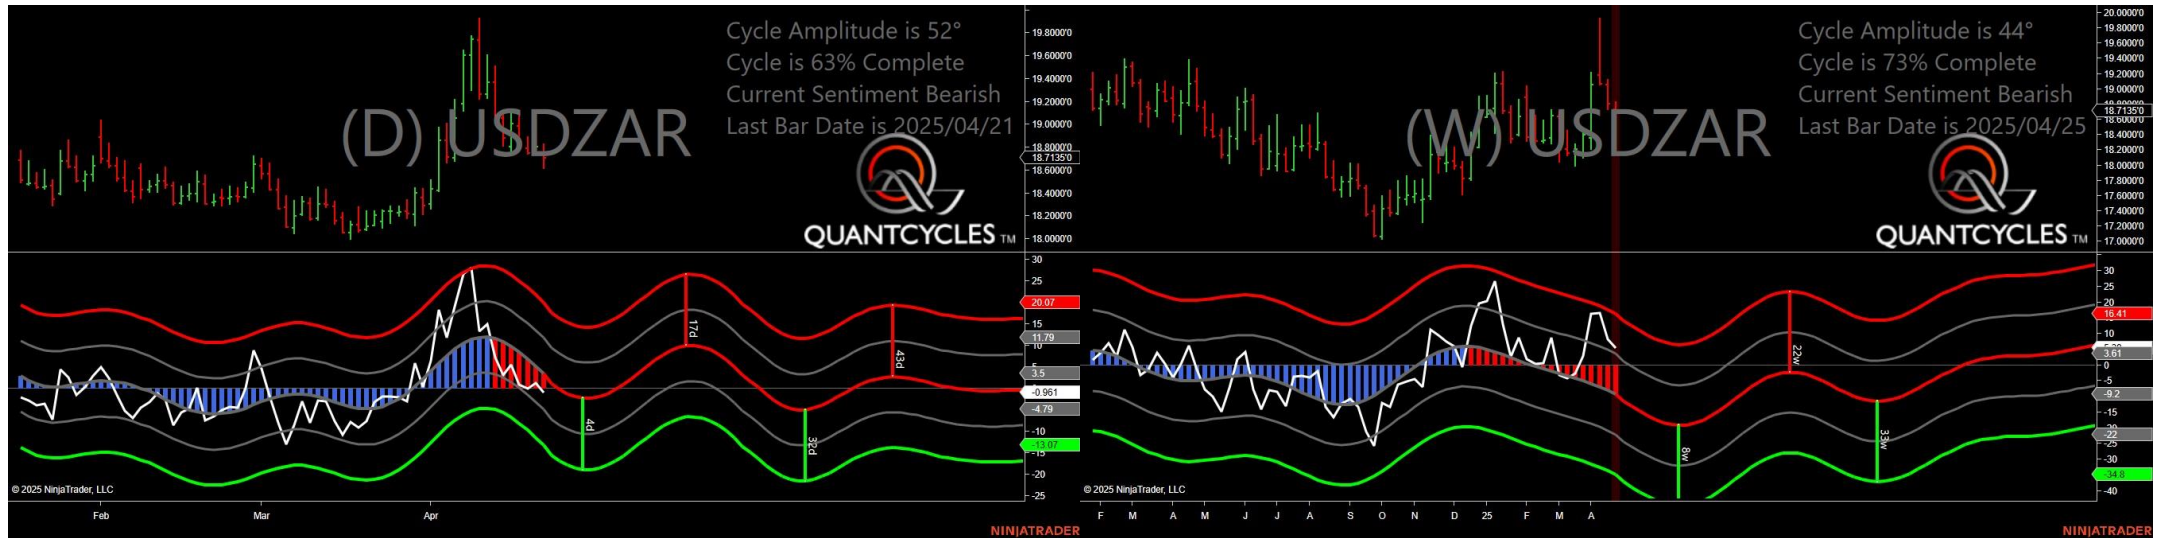 Cycle Amplitude is 52°
Cycle is 63% Complete
Current Sentiment Bearish
Last Bar Date is 2025/04/21
(D) USDZAR
QUANTCYCLES TM
19.8000'0
19.6000'0
19.4000'0
19.2000'0
19.0000'0
18.8000'0
18.7135'0
18.6000'0
18.4000'0
18.2000'0
18.0000'0
30
25
20.07
15
11.79
10
5
3.5
-0.961
-4.79
-10
-13.07
-20
-25
17d
43d
4d
32d
© 2025 NinjaTrader, LLC
Feb Mar Apr
NINJATRADER
Cycle Amplitude is 44°
Cycle is 73% Complete
Current Sentiment Bearish
Last Bar Date is 2025/04/25
(W) USDZAR
QUANTCYCLES TM
20.0000'0
19.8000'0
19.6000'0
19.4000'0
19.2000'0
19.0000'0
18.7135'0
18.6000'0
18.4000'0
18.2000'0
18.0000'0
17.8000'0
17.6000'0
17.4000'0
17.2000'0
17.0000'0
30
25
20
16.41
10
3.61
0
-5
-9.2
-15
-22
-25
-30
-34.8
-40
22w
8w
33w
© 2025 NinjaTrader, LLC
F M A M J J A S O N D 25 F M A
NINJATRADER